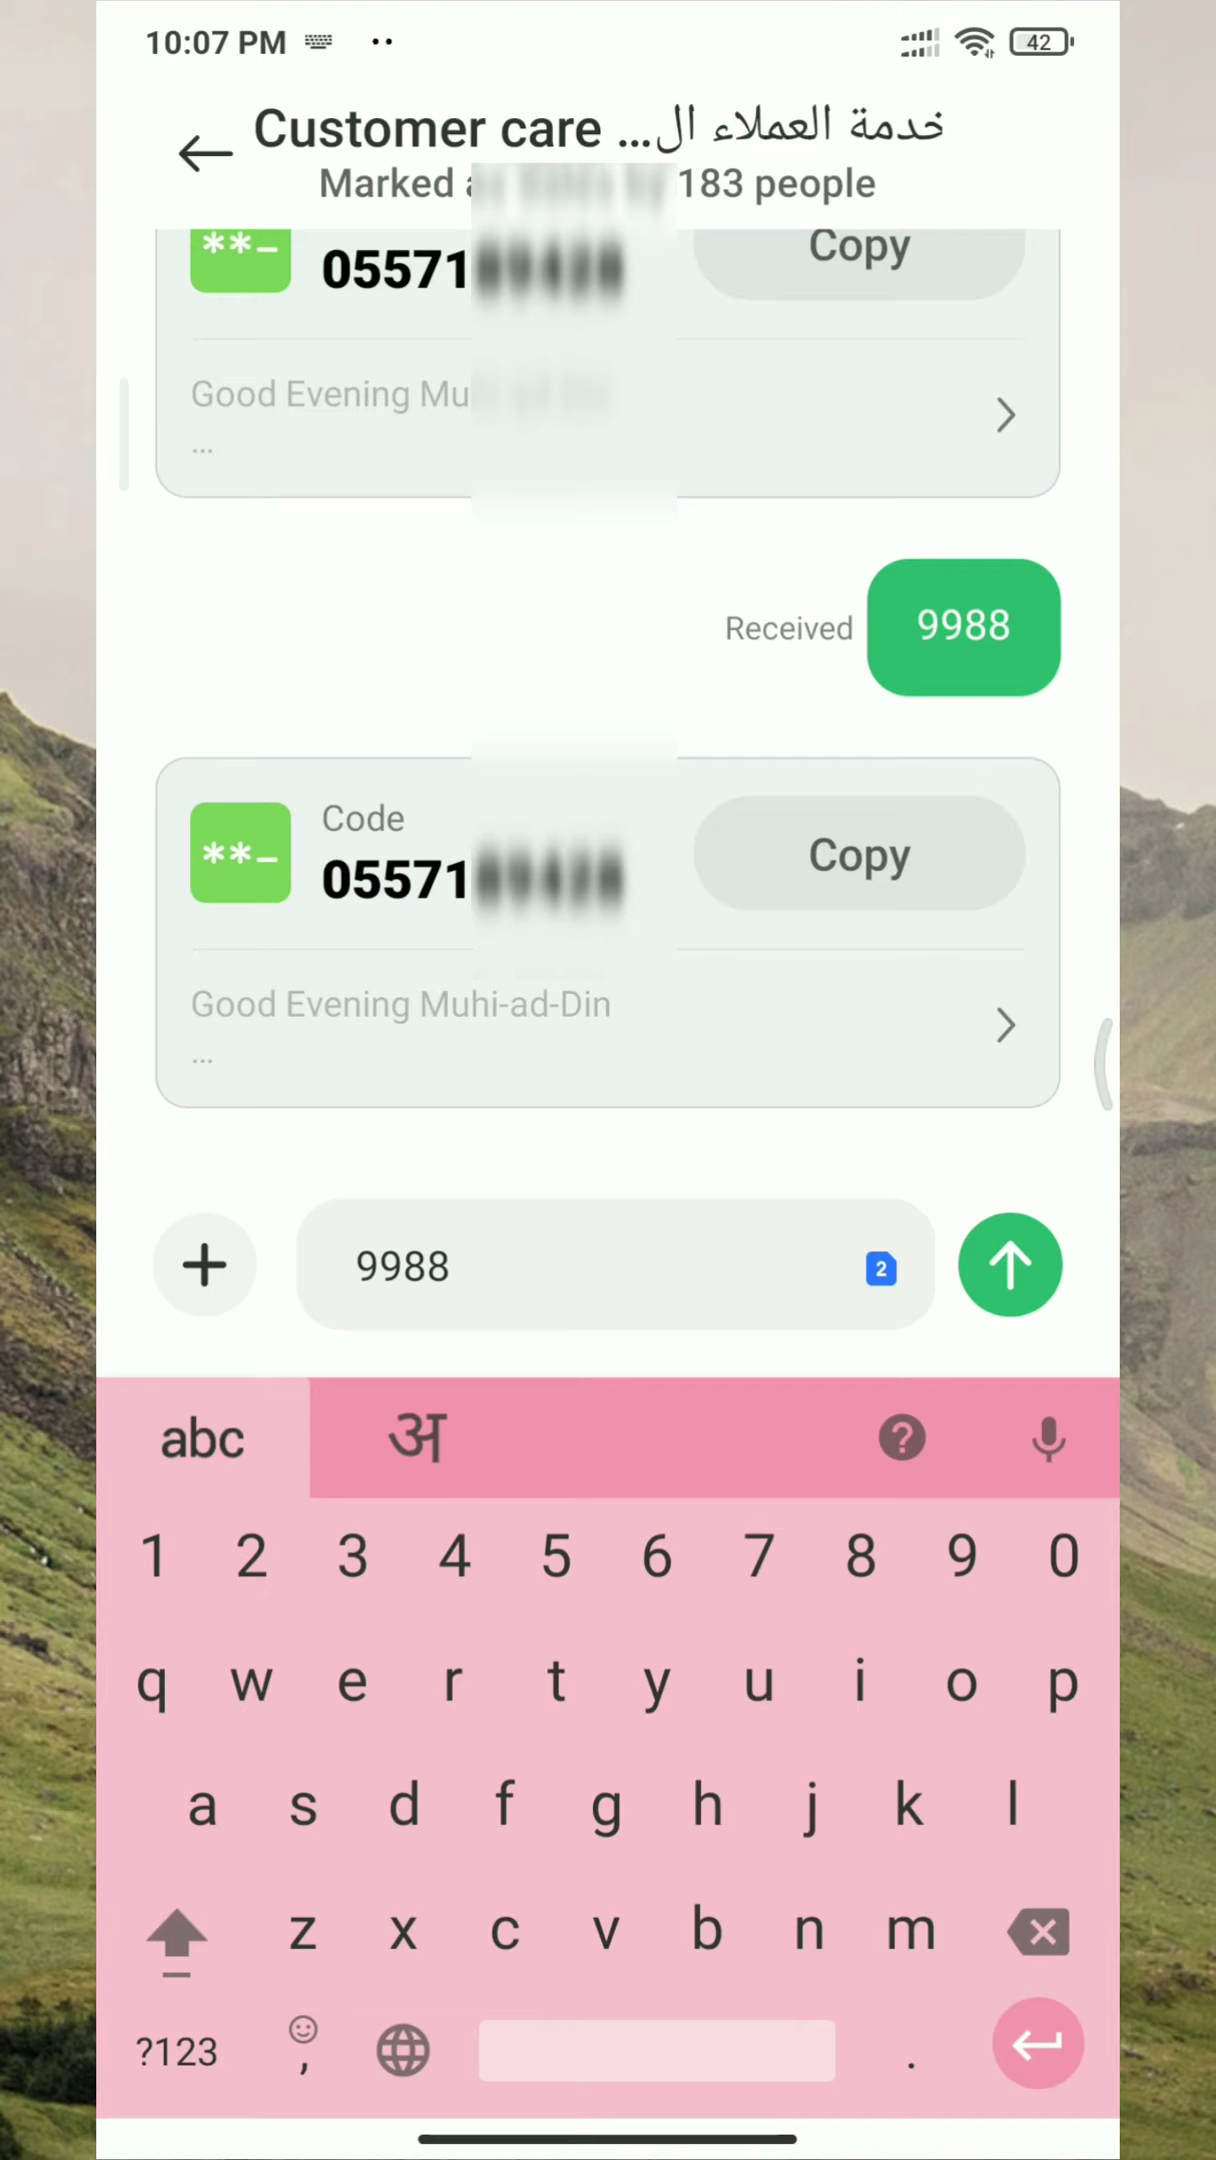 10:07 PM
42
Customer care ...خدمة العملاء ال
Marked 183 people
**–
05571
Copy
Good Evening Mu
...
Received
9988
**–
Code
05571
Copy
Good Evening Muhi-ad-Din
...
9988
2
abc
अ
?
1 2 3 4 5 6 7 8 9 0
q w e r t y u i o p
a s d f g h j k l
z x c v b n m
?123 , .